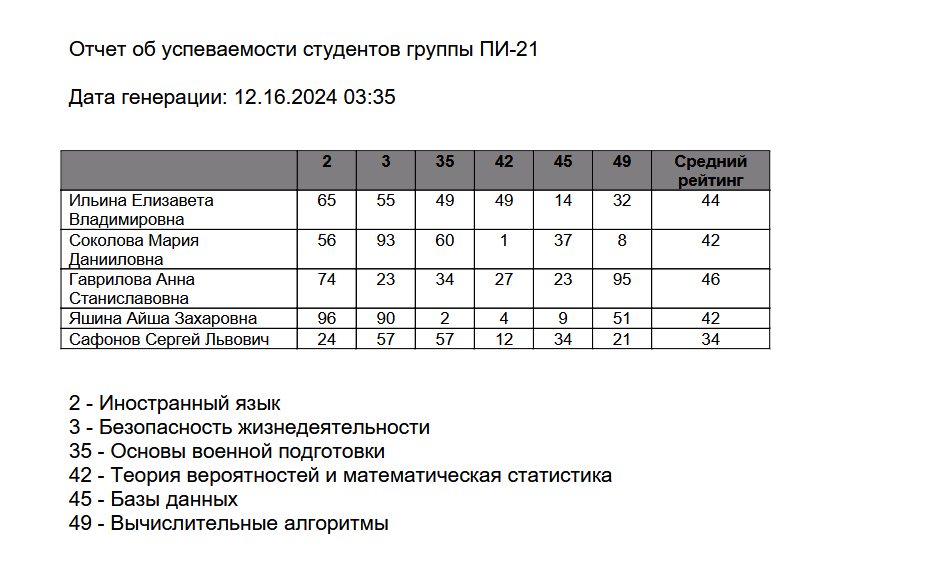 Отчет об успеваемости студентов группы ПИ-21
Дата генерации: 12.16.2024 03:35
2 3 35 42 45 49 Средний рейтинг
Ильина Елизавета Владимировна 65 55 49 49 14 32 44
Соколова Мария Данииловна 56 93 60 1 37 8 42
Гаврилова Анна Станиславовна 74 23 34 27 23 95 46
Яшина Айша Захаровна 96 90 2 4 9 51 42
Сафонов Сергей Львович 24 57 57 12 34 21 34
2 - Иностранный язык
3 - Безопасность жизнедеятельности
35 - Основы военной подготовки
42 - Теория вероятностей и математическая статистика
45 - Базы данных
49 - Вычислительные алгоритмы